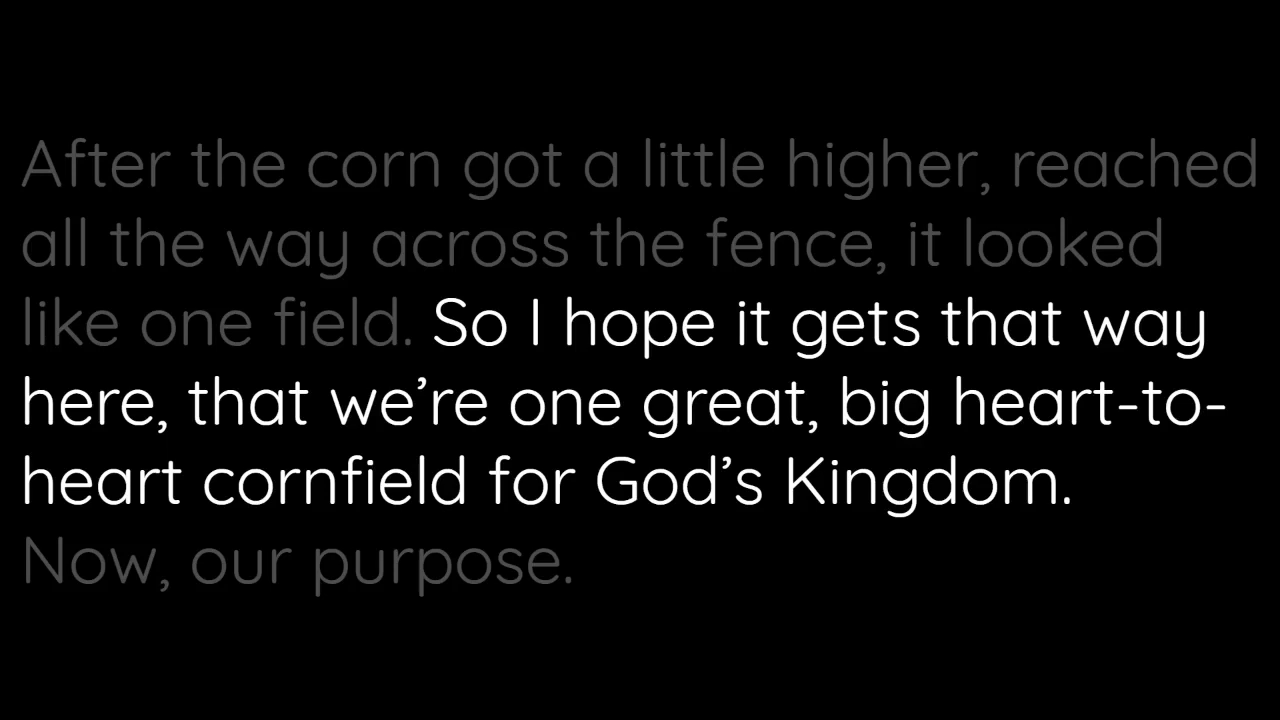 After the corn got a little higher, reached
all the way across the fence, it looked
like one field. So I hope it gets that way
here, that we’re one great, big heart-to-
heart cornfield for God’s Kingdom.
Now, our purpose.